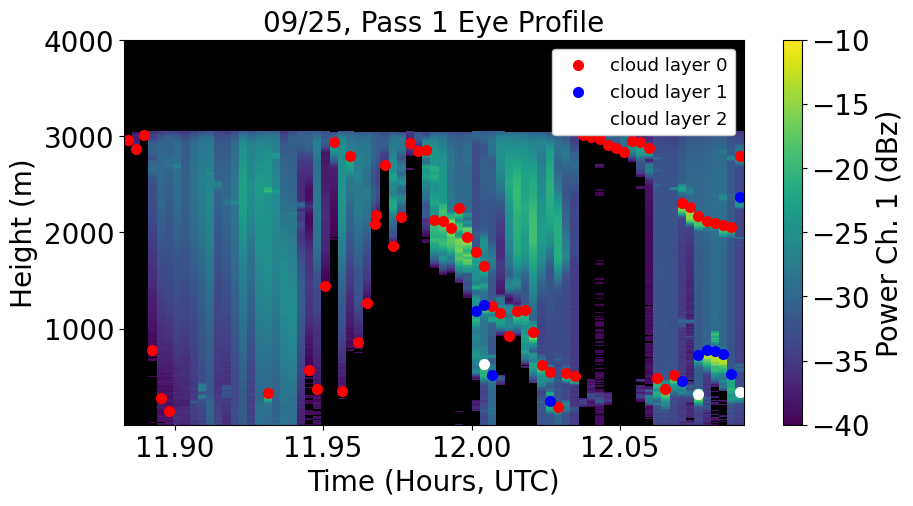 09/25, Pass 1 Eye Profile
4000
3000
2000
1000
Height (m)
cloud layer 0
cloud layer 1
cloud layer 2
11.90
11.95
12.00
12.05
Time (Hours, UTC)
−10
−15
−20
−25
−30
−35
−40
Power Ch. 1 (dBz)